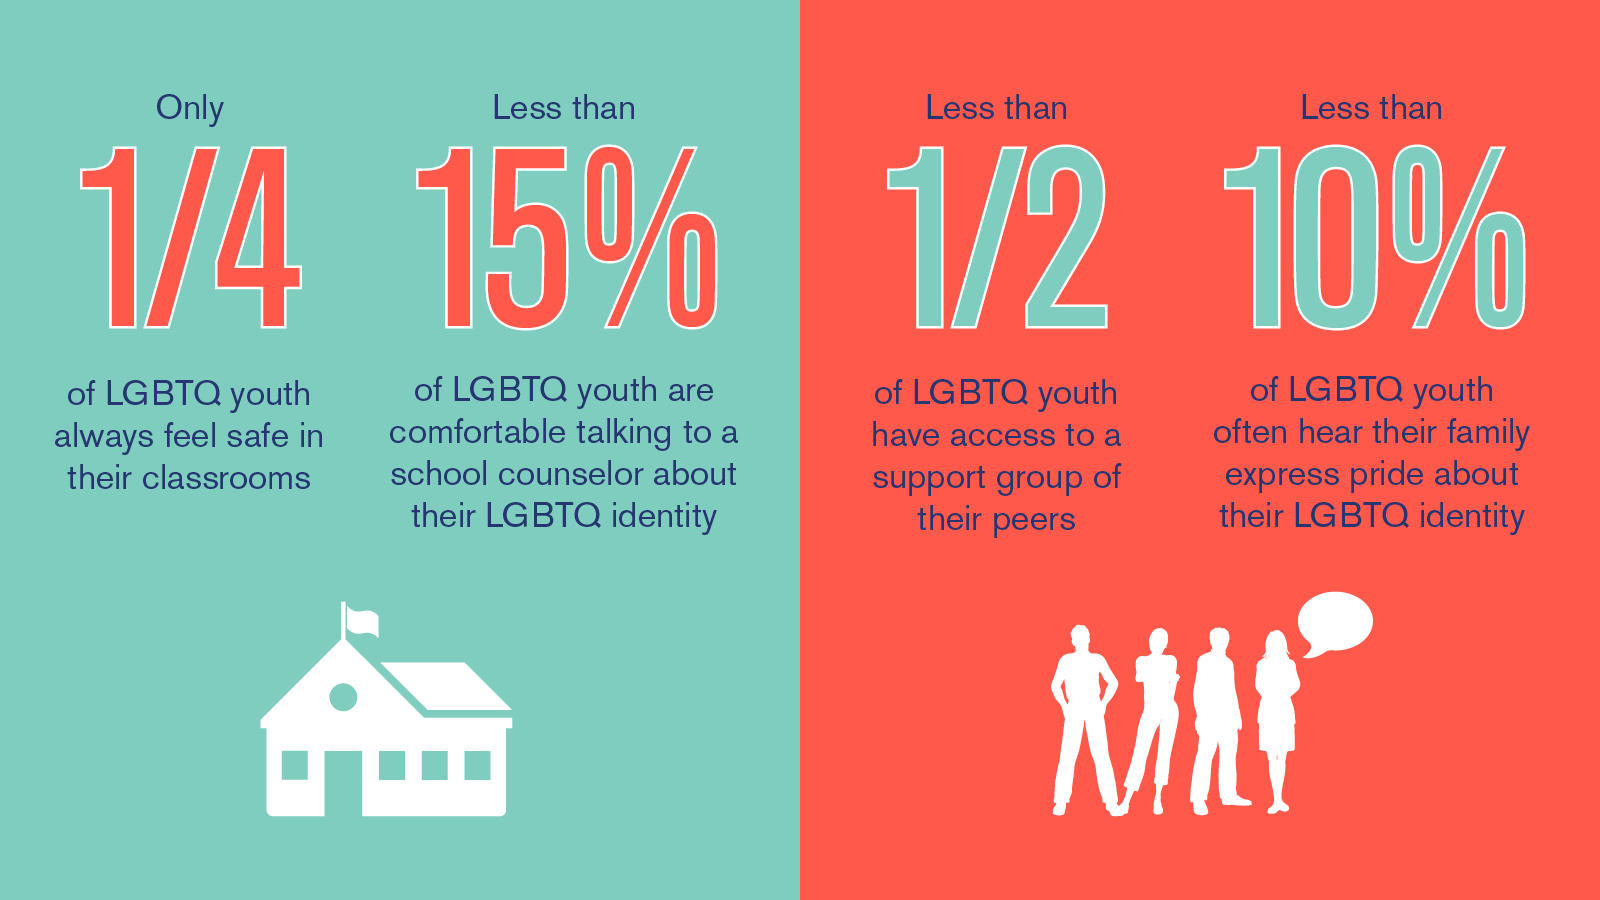 Only
1/4
of LGBTQ youth
always feel safe in
their classrooms
Less than
15%
of LGBTQ youth are
comfortable talking to a
school counselor about
their LGBTQ identity
Less than
1/2
of LGBTQ youth
have access to a
support group of
their peers
Less than
10%
of LGBTQ youth
often hear their family
express pride about
their LGBTQ identity